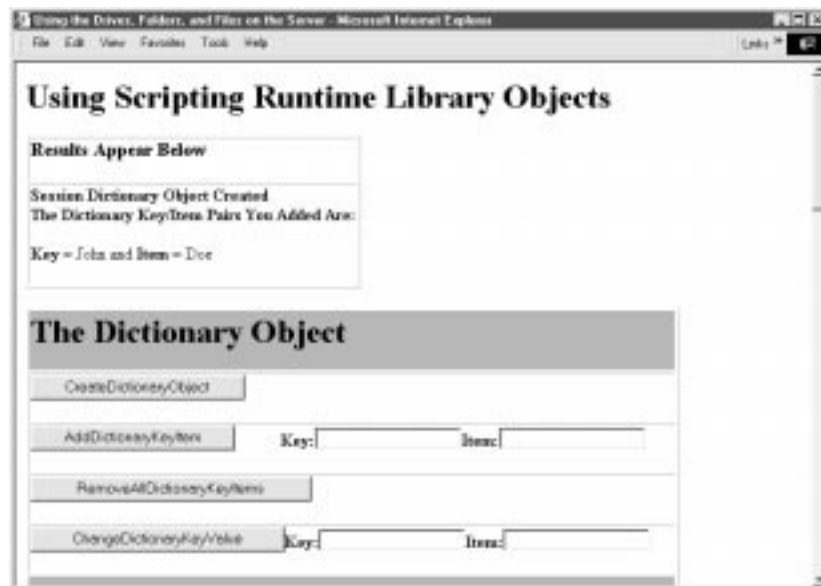 Using the Drives, Folders, and Files on the Server - Microsoft Internet Explorer
File Edit View Favorites Tools Help
Links »
Using Scripting Runtime Library Objects
Results Appear Below
Session Dictionary Object Created
The Dictionary Key/Item Pairs You Added Are:
Key = John and Item = Doe
The Dictionary Object
CreateDictionaryObject
AddDictionaryKeyItem Key: Item:
RemoveAllDictionaryKeyItems
ChangeDictionaryKeyValue Key: Item: